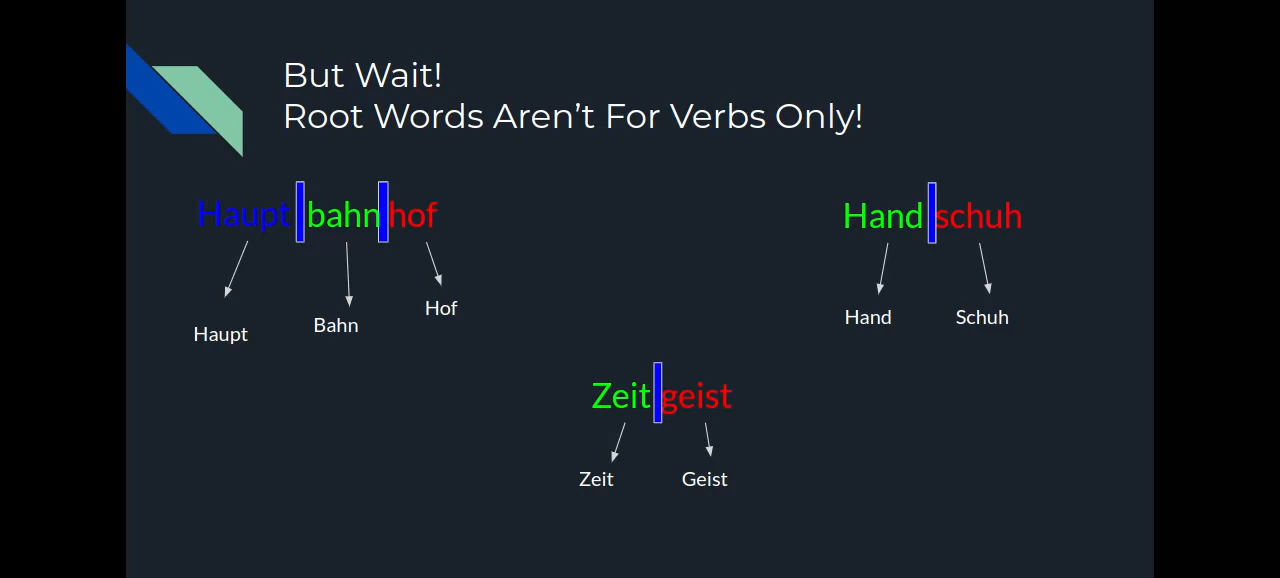 But Wait!
Root Words Aren't For Verbs Only!
Haupt bahn hof
Haupt
Bahn
Hof
Hand schuh
Hand
Schuh
Zeit geist
Zeit
Geist